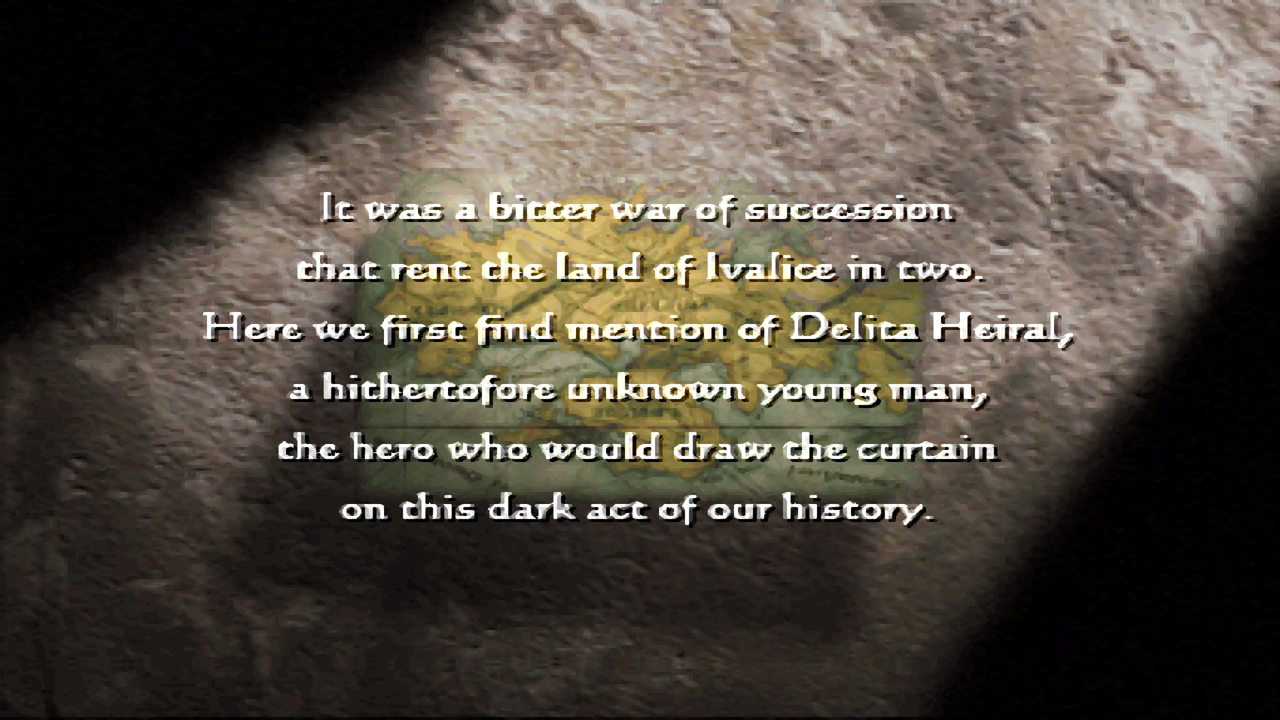 It was a bitter war of succession
that rent the land of Ivalice in two.
Here we first find mention of Delita Heiral,
a hithertofore unknown young man,
the hero who would draw the curtain
on this dark act of our history.